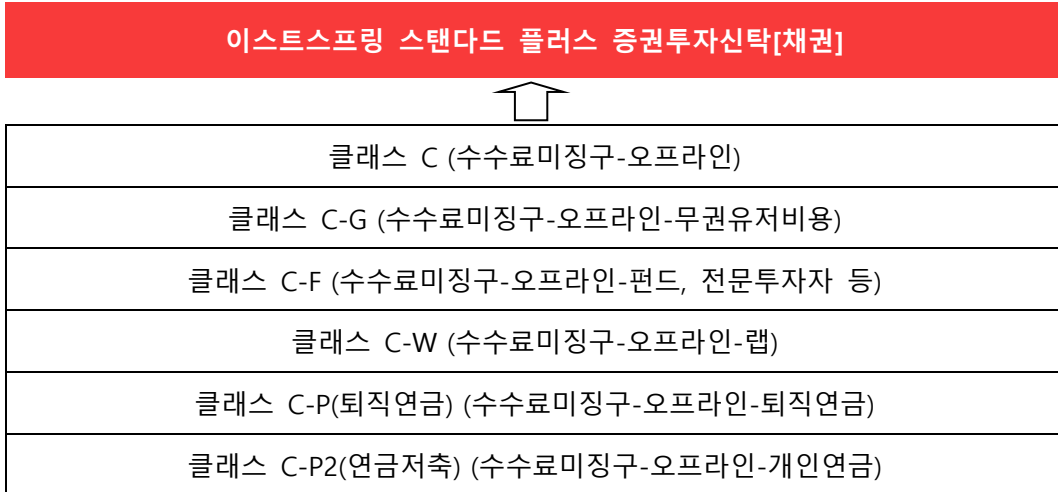 이스트스프링 스탠다드 플러스 증권투자신탁[채권]
클래스 C (수수료미징구-오프라인)
클래스 C-G (수수료미징구-오프라인-무권유저비용)
클래스 C-F (수수료미징구-오프라인-펀드, 전문투자자 등)
클래스 C-W (수수료미징구-오프라인-랩)
클래스 C-P(퇴직연금) (수수료미징구-오프라인-퇴직연금)
클래스 C-P2(연금저축) (수수료미징구-오프라인-개인연금)